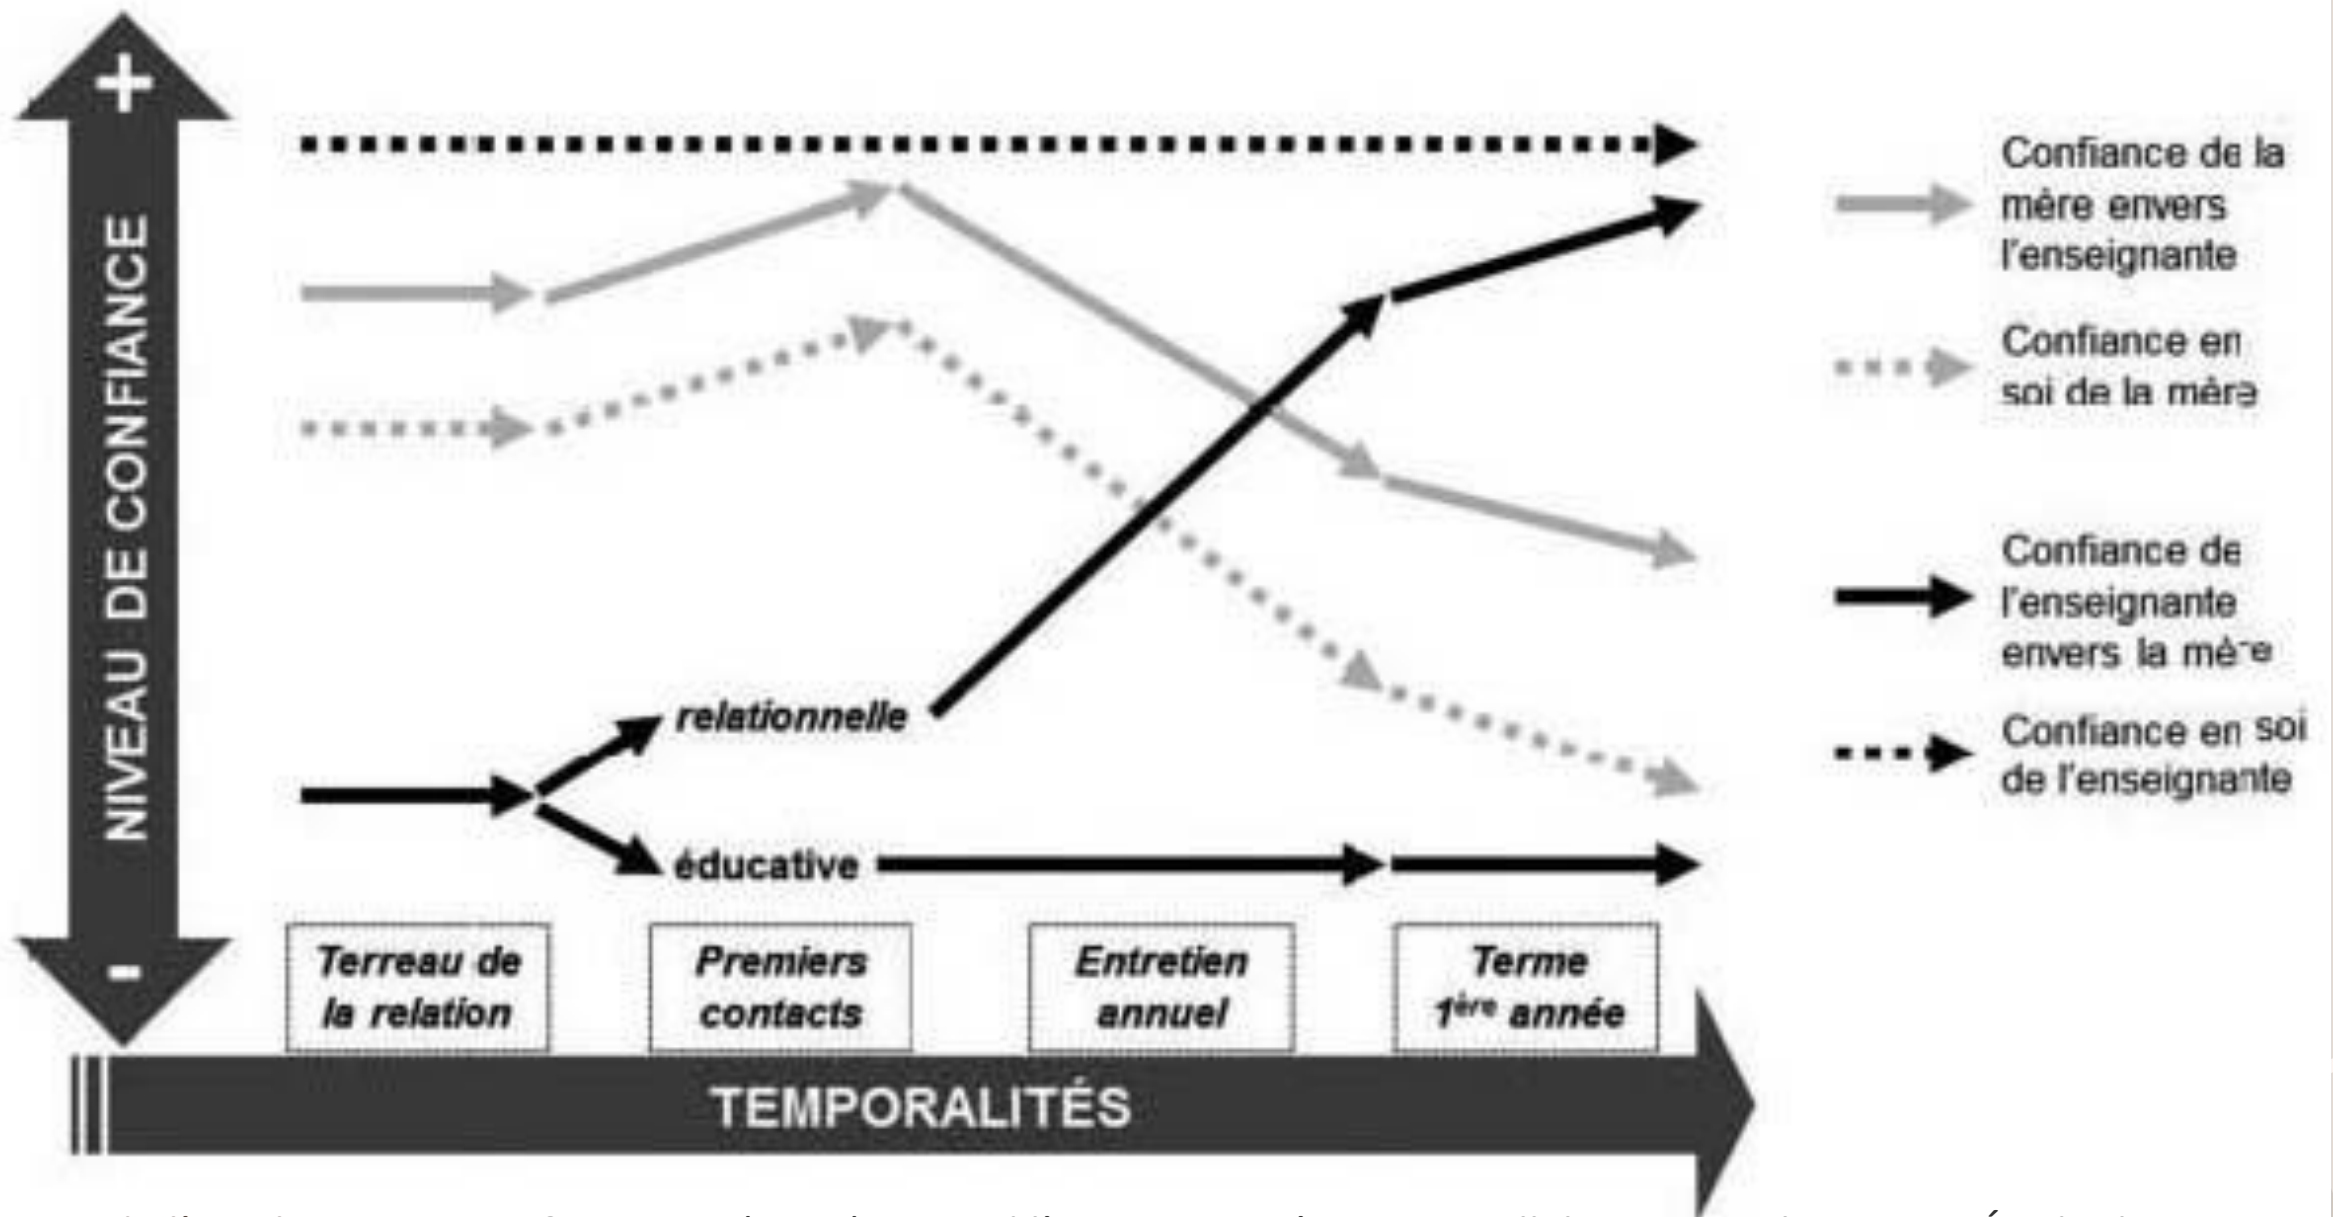 +
NIVEAU DE CONFIANCE
-
relationnelle
éducative
Terreau de
la relation
Premiers
contacts
Entretien
annuel
Terme
1ère année
TEMPORALITÉS
Confiance de la
mère envers
l'enseignante
Confiance en
soi de la mère
Confiance de
l'enseignante
envers la mère
Confiance en soi
de l'enseignante